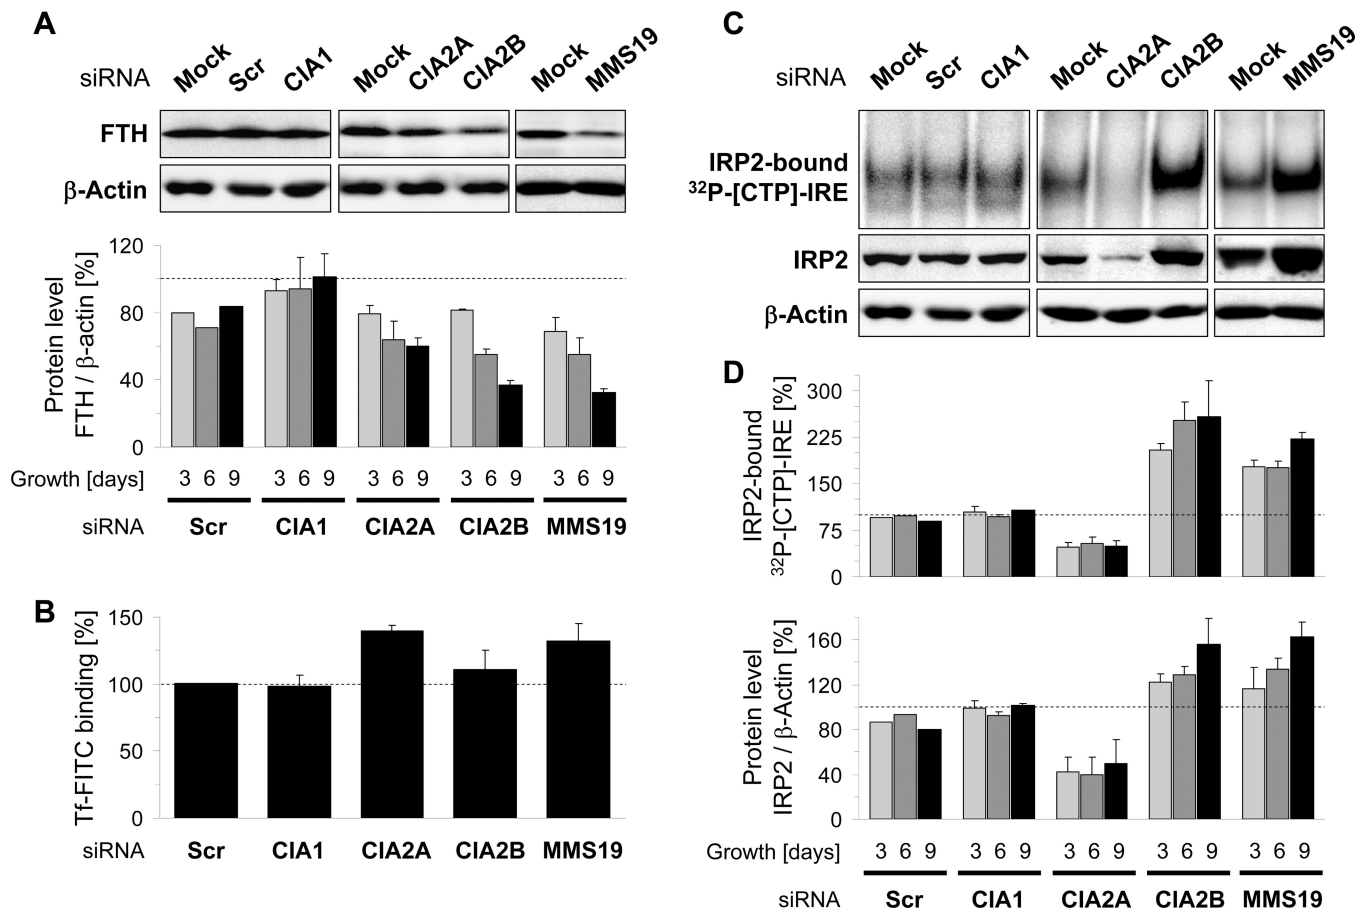 A
siRNA Mock Scr CIA1 Mock CIA2A CIA2B Mock MMS19
FTH
β-Actin
Protein level
FTH / β-actin [%]
120
80
40
0
Growth [days] 3 6 9 3 6 9 3 6 9 3 6 9 3 6 9
siRNA Scr CIA1 CIA2A CIA2B MMS19
B
Tf-FITC binding [%]
150
100
50
0
siRNA Scr CIA1 CIA2A CIA2B MMS19
C
siRNA Mock Scr CIA1 Mock CIA2A CIA2B Mock MMS19
IRP2-bound
32P-[CTP]-IRE
IRP2
β-Actin
D
IRP2-bound
32P-[CTP]-IRE [%]
300
225
150
75
0
Protein level
IRP2 / β-Actin [%]
160
120
80
40
0
Growth [days] 3 6 9 3 6 9 3 6 9 3 6 9 3 6 9
siRNA Scr CIA1 CIA2A CIA2B MMS19